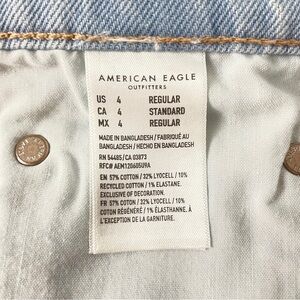 AMERICAN EAGLE
OUTFITTERS
US 4 REGULAR
CA 4 STANDARD
MX 4 REGULAR
MADE IN BANGLADESH / FABRIQUÉ AU
BANGLADESH / HECHO EN BANGLADESH
RN 54485/CA 03873
RFC# AEM120605U9A
EN 57% COTTON / 32% LYOCELL / 10%
RECYCLED COTTON / 1% ELASTANE.
EXCLUSIVE OF DECORATION.
FR 57% COTON / 32% LYOCELL / 10%
COTON RÉGÉNÉRÉ / 1% ÉLASTHANNE. À
L'EXCEPTION DE LA GARNITURE.